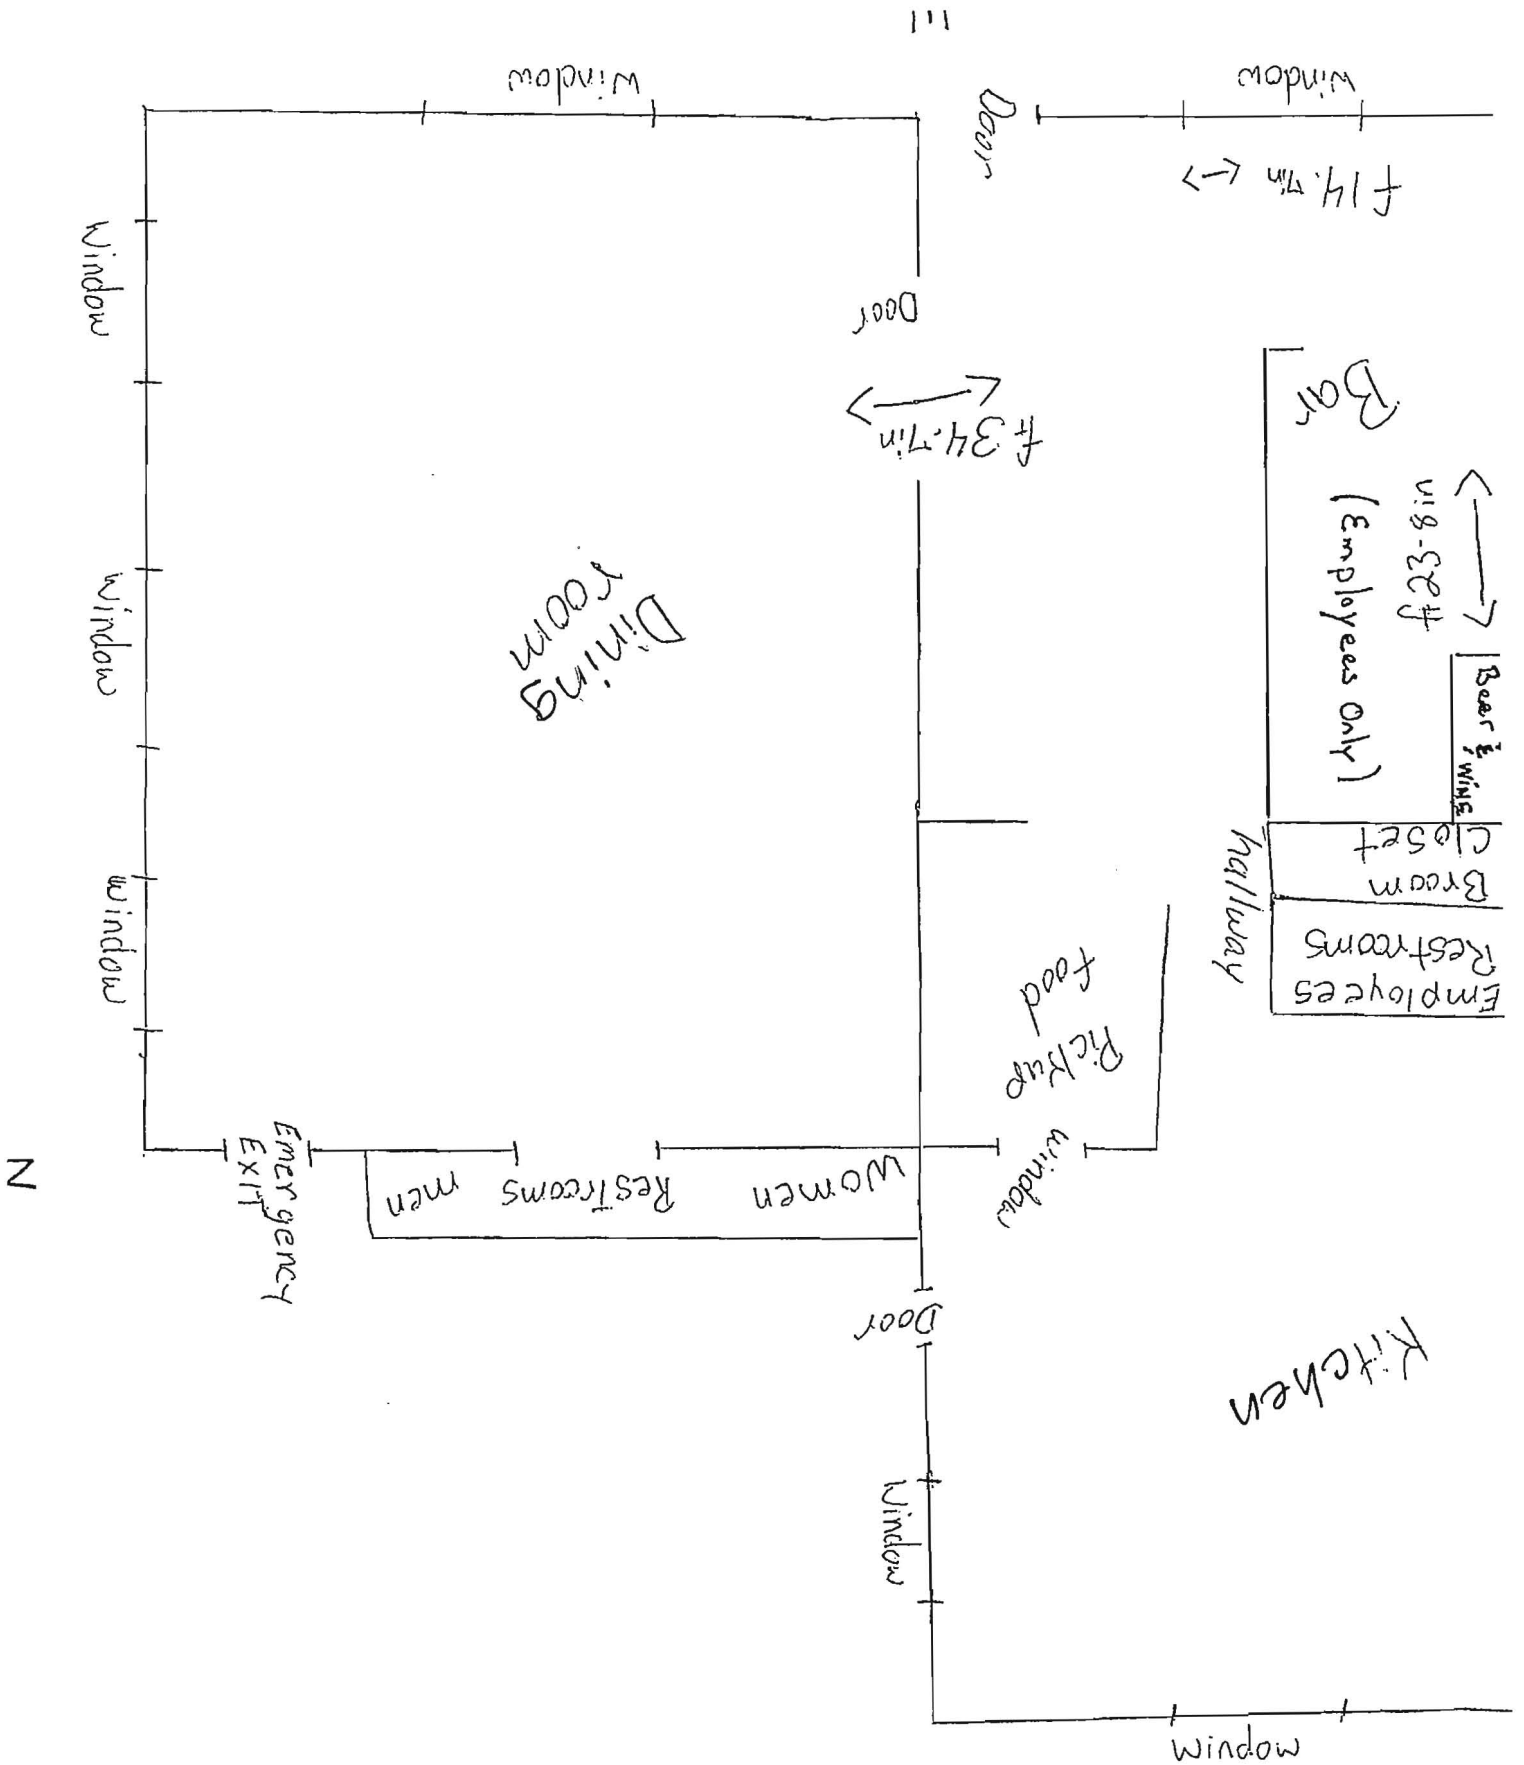 E
Window
Window
Door
ft 14.7in
Window
Door
ft 34.7in
Bar
(Employees Only)
ft 23-8in
Beer &
WINE
Dining
room
Window
Window
hallway
Broom
Closet
Employees
Restrooms
Pickup
food
Window
Women
Restrooms
men
Emergency
EXIT
N
Door
Kitchen
Window
Window